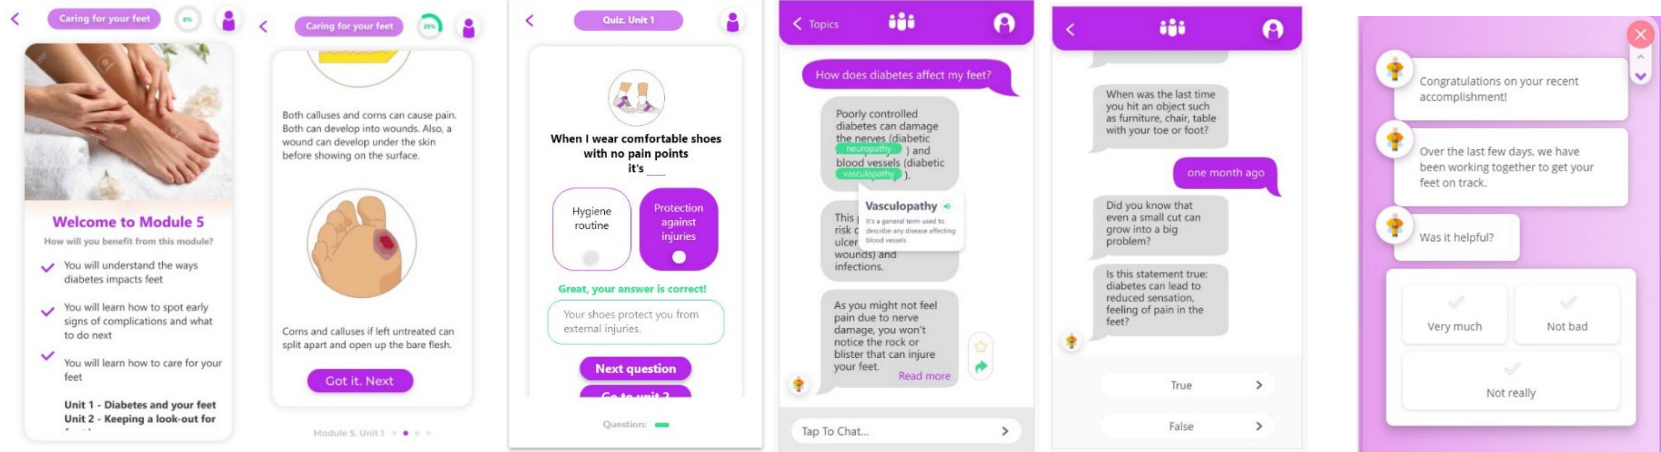 Caring for your feet
0%
Welcome to Module 5
How will you benefit from this module?
You will understand the ways
diabetes impacts feet
You will learn how to spot early
signs of complications and what
to do next
You will learn how to care for your
feet
Unit 1 - Diabetes and your feet
Unit 2 - Keeping a look-out for
Caring for your feet
20%
Both calluses and corns can cause pain.
Both can develop into wounds. Also, a
wound can develop under the skin
before showing on the surface.
Corns and calluses if left untreated can
split apart and open up the bare flesh.
Got it. Next
Module 5. Unit 1
Quiz, Unit 1
When I wear comfortable shoes
with no pain points
it's ___
Hygiene
routine
Protection
against
injuries
Great, your answer is correct!
Your shoes protect you from
external injuries.
Next question
Go to unit 2
Question:
Topics
How does diabetes affect my feet?
Poorly controlled
diabetes can damage
the nerves (diabetic
neuropathy ) and
blood vessels (diabetic
vasculopathy ).
Vasculopathy
It's a general term used to
describe any disease affecting
blood vessels
This
risk
ulcer
wounds) and
infections.
As you might not feel
pain due to nerve
damage, you won't
notice the rock or
blister that can injure
your feet.
Read more
Tap To Chat...
When was the last time
you hit an object such
as furniture, chair, table
with your toe or foot?
one month ago
Did you know that
even a small cut can
grow into a big
problem?
Is this statement true:
diabetes can lead to
reduced sensation,
feeling of pain in the
feet?
True
False
Congratulations on your recent
accomplishment!
Over the last few days, we have
been working together to get your
feet on track.
Was it helpful?
Very much
Not bad
Not really